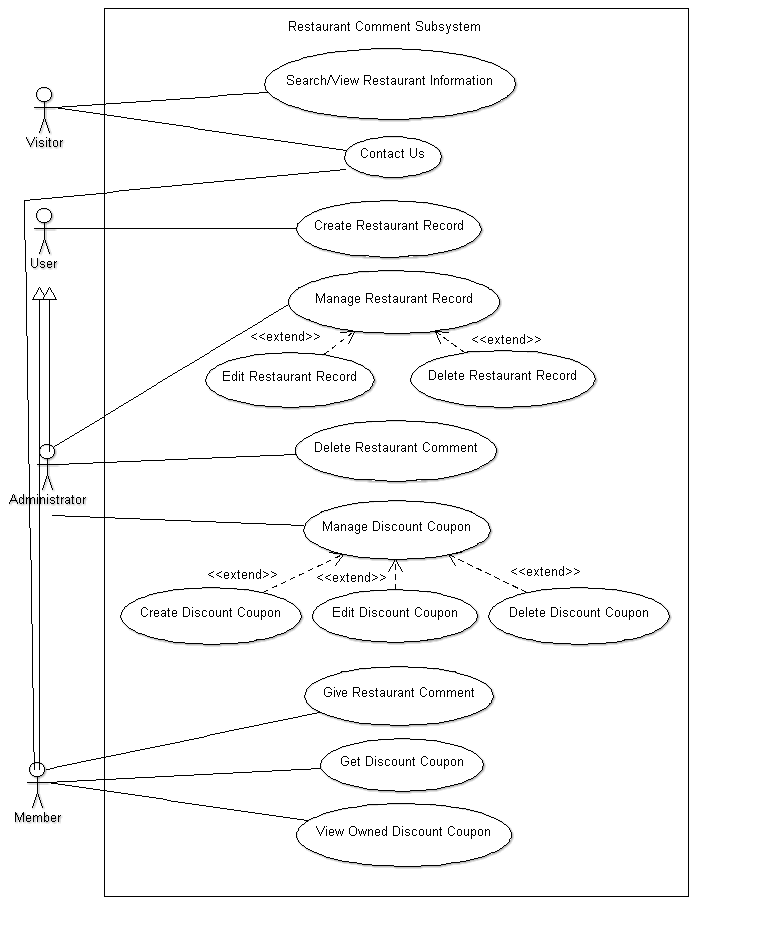 Restaurant Comment Subsystem
Search/View Restaurant Information
Visitor
Contact Us
Create Restaurant Record
User
Manage Restaurant Record
<<extend>>
<<extend>>
Edit Restaurant Record
Delete Restaurant Record
Delete Restaurant Comment
Administrator
Manage Discount Coupon
<<extend>>
<<extend>>
<<extend>>
Create Discount Coupon
Edit Discount Coupon
Delete Discount Coupon
Give Restaurant Comment
Get Discount Coupon
Member
View Owned Discount Coupon